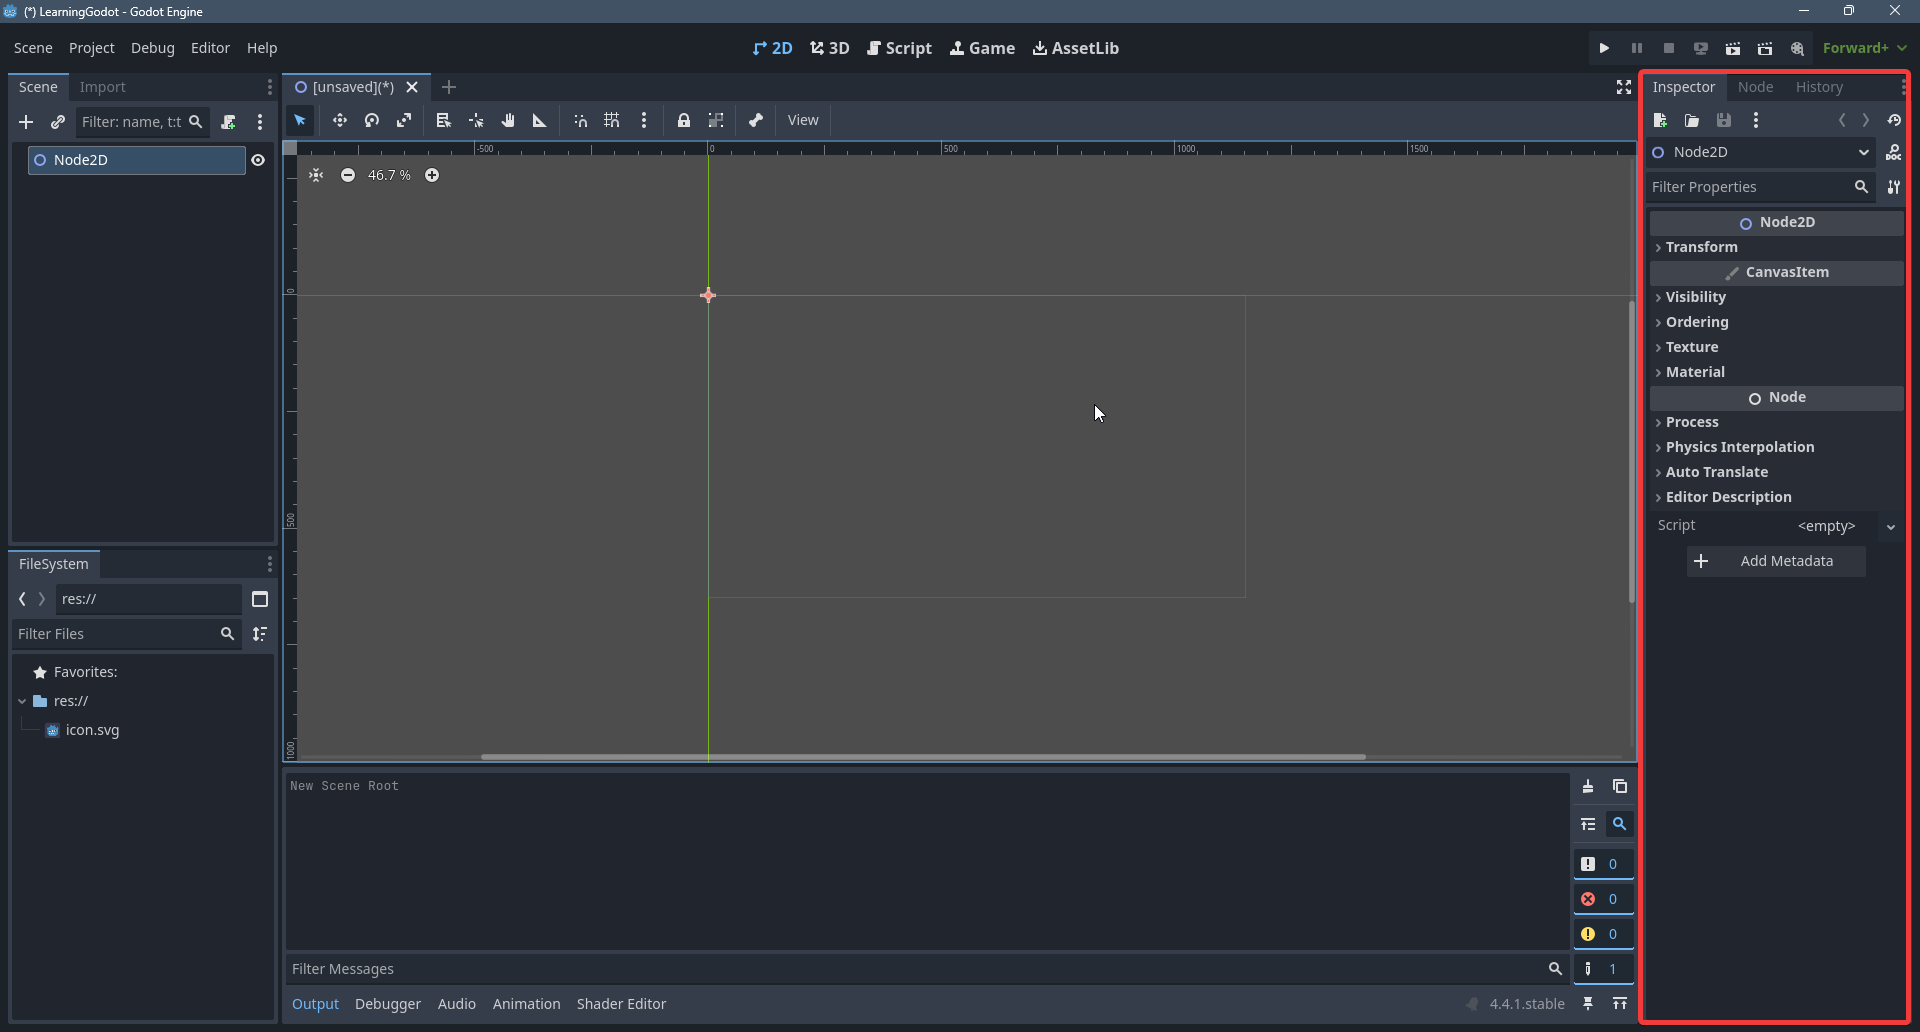 (*) LearningGodot - Godot Engine
Scene Project Debug Editor Help
2D 3D Script Game AssetLib
Forward+
Scene Import
Filter: name, t:t
Node2D
[unsaved](*)
View
-500 0 500 1000 1500
46.7 %
0
500
1000
FileSystem
res://
Filter Files
Favorites:
res://
icon.svg
New Scene Root
0
0
0
1
Filter Messages
Output Debugger Audio Animation Shader Editor
4.4.1.stable
Inspector Node History
Node2D
DOC
Filter Properties
Node2D
Transform
CanvasItem
Visibility
Ordering
Texture
Material
Node
Process
Physics Interpolation
Auto Translate
Editor Description
Script <empty>
Add Metadata